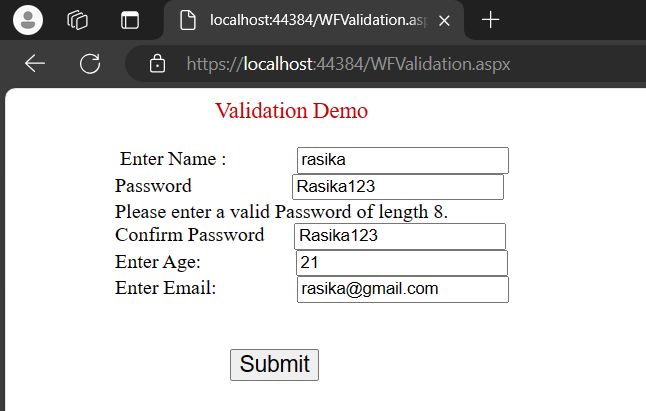 localhost:44384/WFValidation.asp
https://localhost:44384/WFValidation.aspx
Validation Demo
Enter Name : rasika
Password Rasika123
Please enter a valid Password of length 8.
Confirm Password Rasika123
Enter Age: 21
Enter Email: rasika@gmail.com
Submit